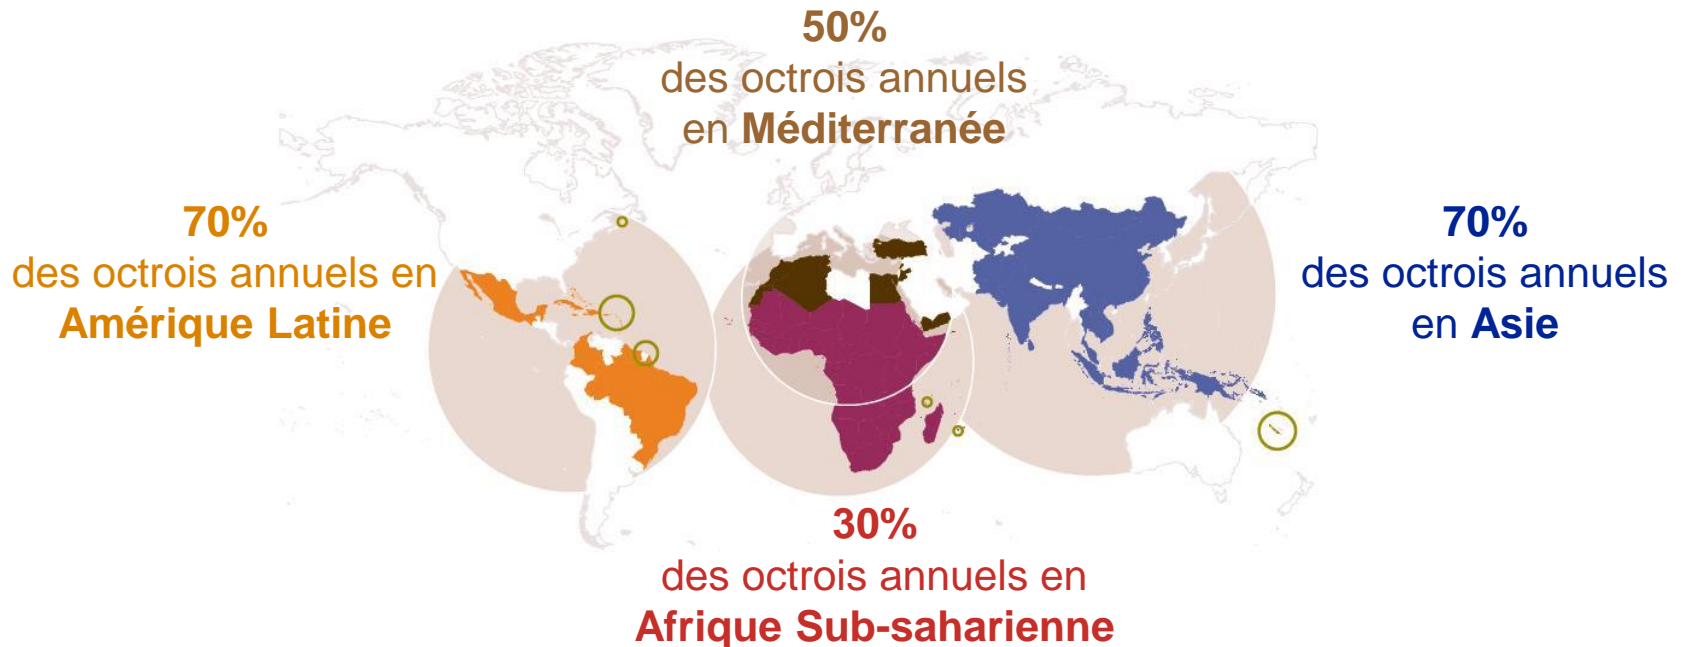 50%
des octrois annuels
en Méditerranée
70%
des octrois annuels en
Amérique Latine
70%
des octrois annuels
en Asie
30%
des octrois annuels en
Afrique Sub-saharienne